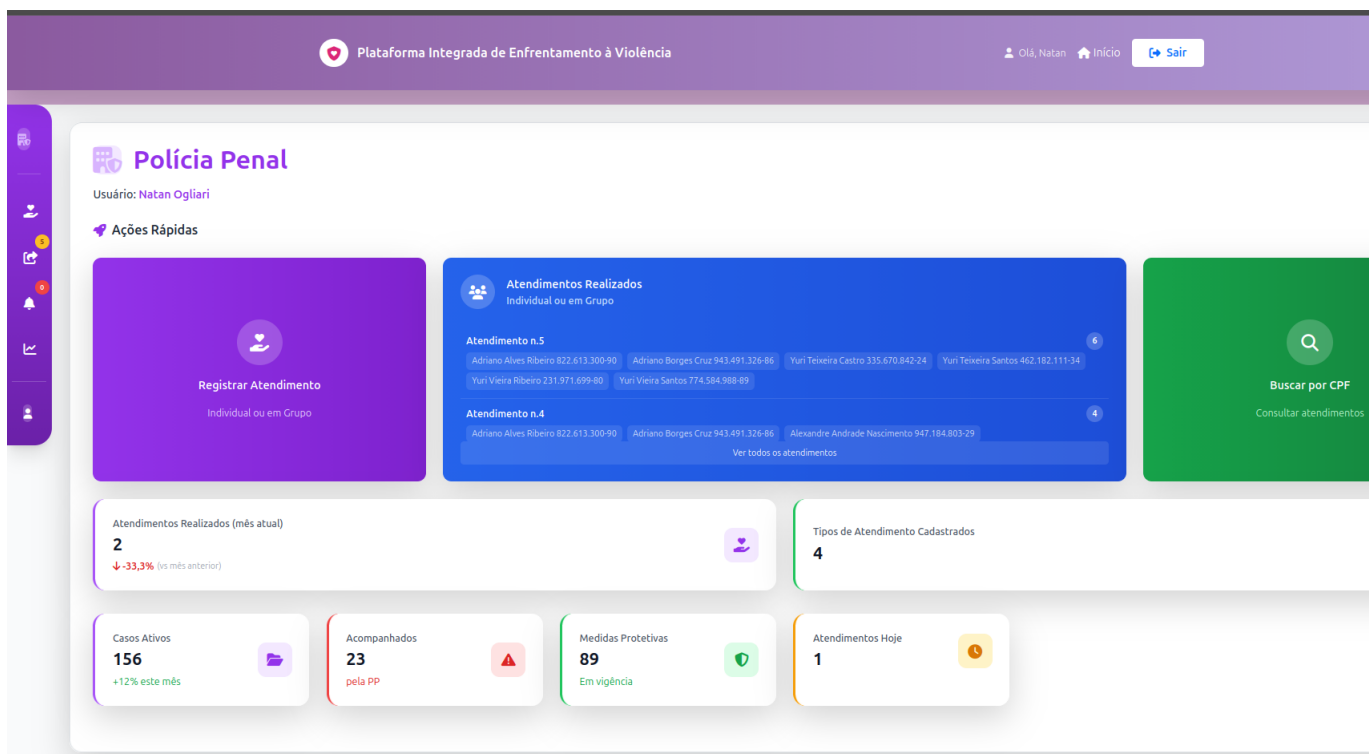 Plataforma Integrada de Enfrentamento à Violência
Olá, Natan
Início
Sair
Polícia Penal
Usuário: Natan Ogliari
5
0
Ações Rápidas
Registrar Atendimento
Individual ou em Grupo
Atendimentos Realizados
Individual ou em Grupo
Atendimento n.5
6
Adriano Alves Ribeiro 822.613.300-90
Adriano Borges Cruz 943.491.326-86
Yuri Teixeira Castro 335.670.842-24
Yuri Teixeira Santos 462.182.111-34
Yuri Vieira Ribeiro 231.971.699-80
Yuri Vieira Santos 774.584.988-89
Atendimento n.4
4
Adriano Alves Ribeiro 822.613.300-90
Adriano Borges Cruz 943.491.326-86
Alexandre Andrade Nascimento 947.184.803-29
Ver todos os atendimentos
Buscar por CPF
Consultar atendimentos
Atendimentos Realizados (mês atual)
2
-33,3% (vs mês anterior)
Tipos de Atendimento Cadastrados
4
Casos Ativos
156
+12% este mês
Acompanhados
23
pela PP
Medidas Protetivas
89
Em vigência
Atendimentos Hoje
1